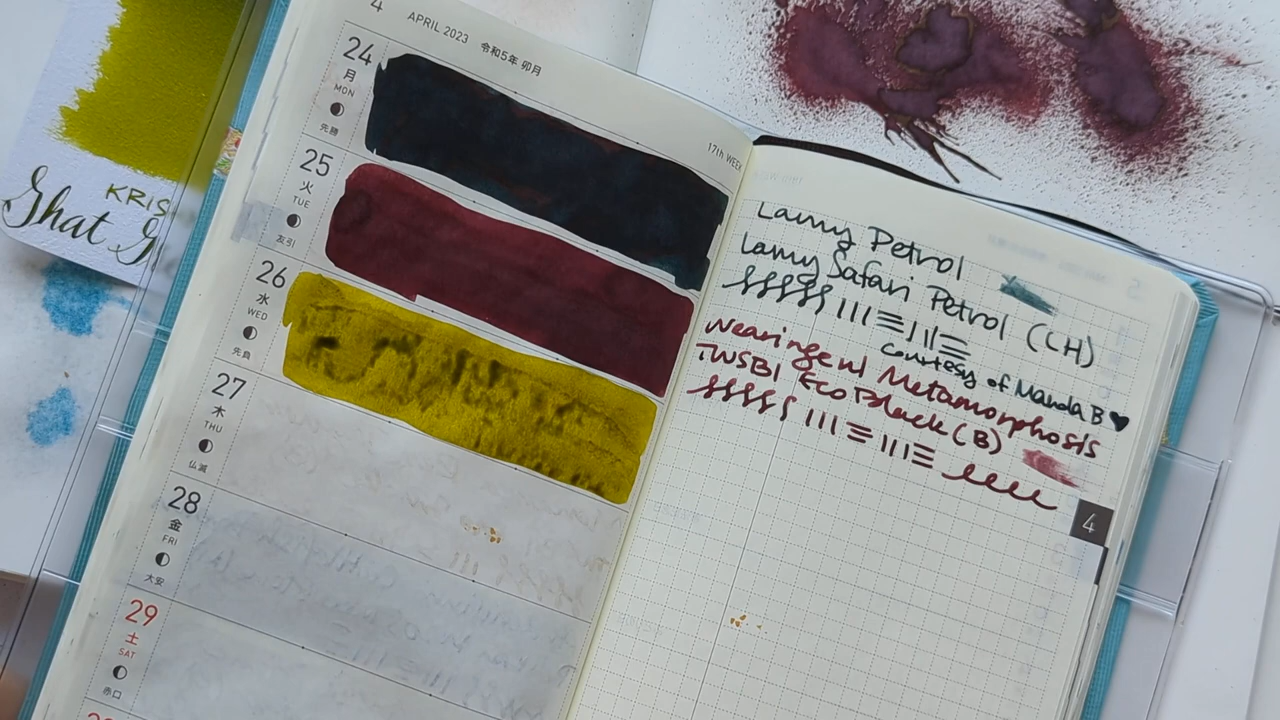 KRIS
Ghat G
4
APRIL 2023 令和5年 卯月
17th WEEK
24
月
MON
先勝
25
火
TUE
友引
26
水
WED
先負
27
木
THU
仏滅
28
金
FRI
大安
29
土
SAT
赤口
Lamy Petrol
Lamy Safari Petrol (CH)
courtesy of Manda B ♥
Wearingeul Metamorphosis
TWSBI Eco Black (B)
4